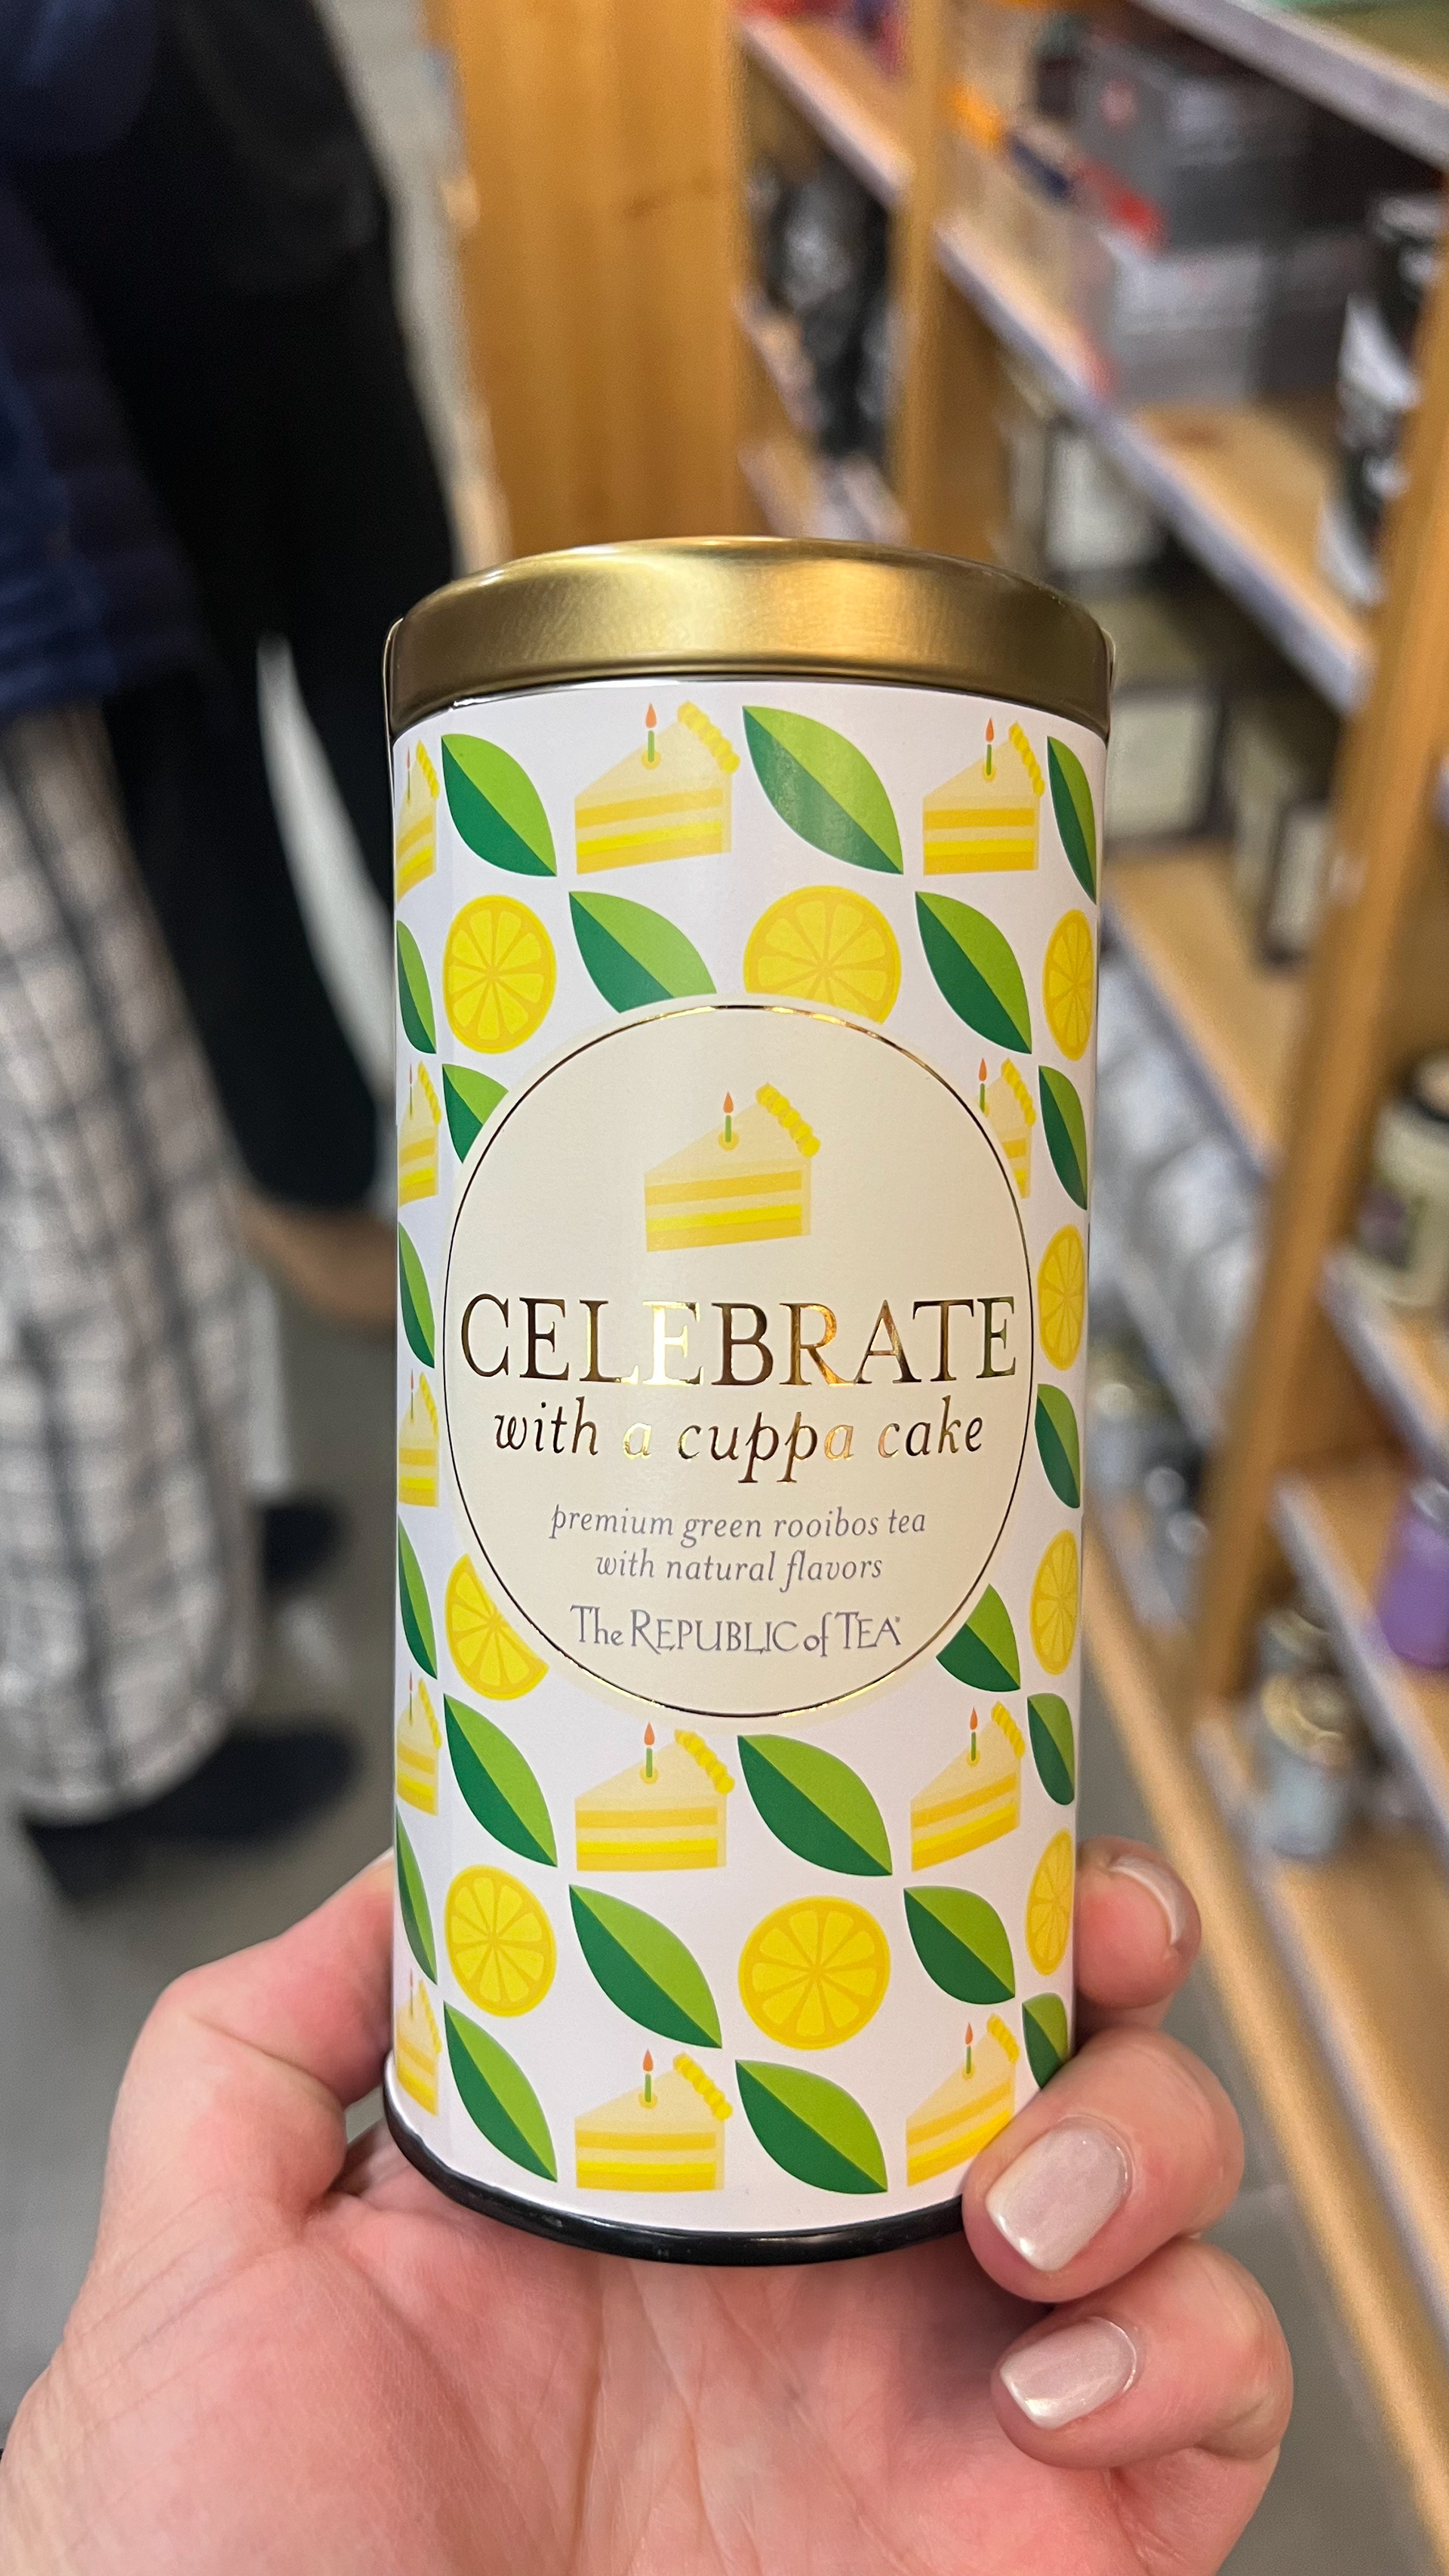 CELEBRATE
with a cuppa cake
premium green rooibos tea
with natural flavors
The REPUBLIC of TEA®